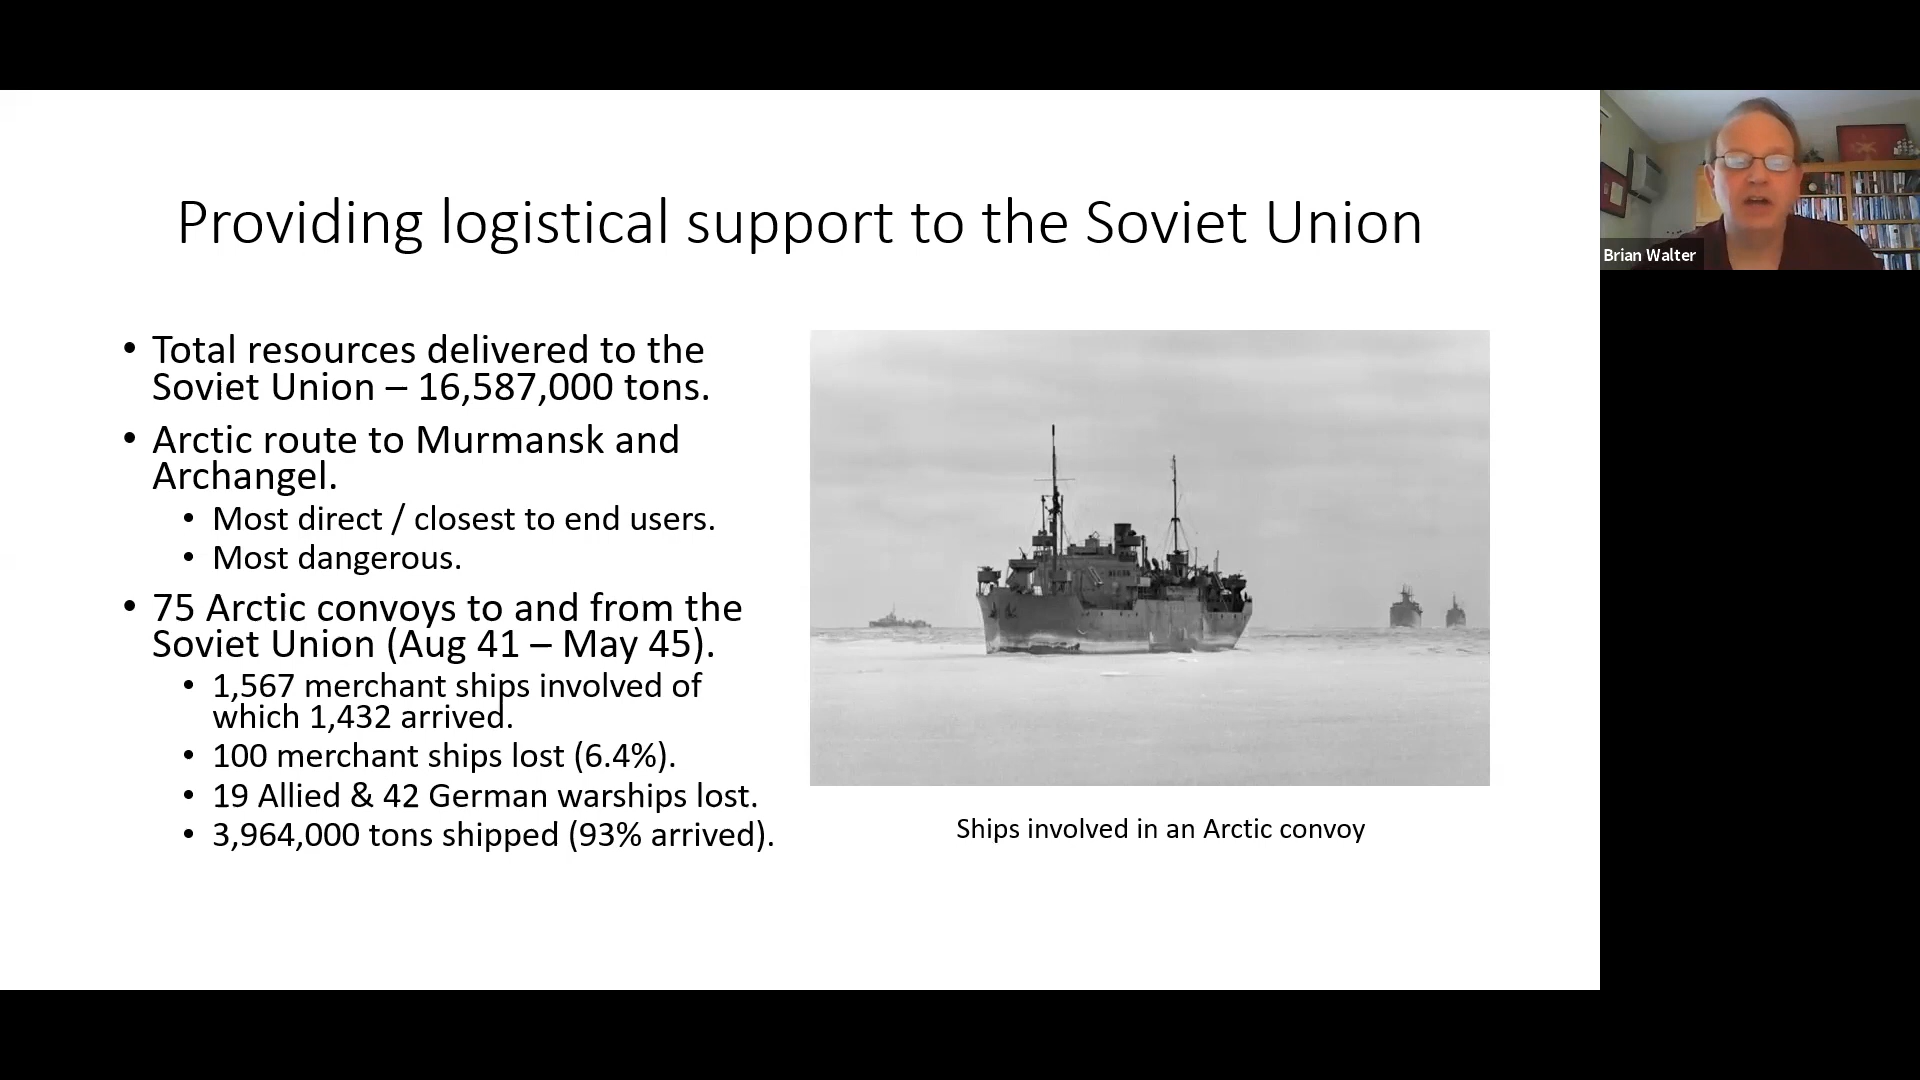 Providing logistical support to the Soviet Union
• Total resources delivered to the
Soviet Union – 16,587,000 tons.
• Arctic route to Murmansk and
Archangel.
• Most direct / closest to end users.
• Most dangerous.
• 75 Arctic convoys to and from the
Soviet Union (Aug 41 – May 45).
• 1,567 merchant ships involved of
which 1,432 arrived.
• 100 merchant ships lost (6.4%).
• 19 Allied & 42 German warships lost.
• 3,964,000 tons shipped (93% arrived).
Ships involved in an Arctic convoy
Brian Walter